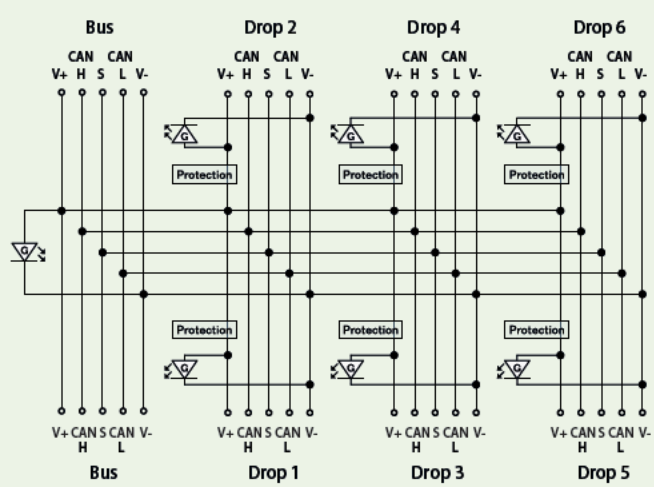 Bus Drop 2 Drop 4 Drop 6
CAN CAN CAN CAN CAN CAN CAN CAN
V+ H S L V- V+ H S L V- V+ H S L V- V+ H S L V-
G G G
Protection Protection Protection
G
Protection Protection Protection
G G G
V+ CAN S CAN V- V+ CAN S CAN V- V+ CAN S CAN V- V+ CAN S CAN V-
H L H L H L H L
Bus Drop 1 Drop 3 Drop 5